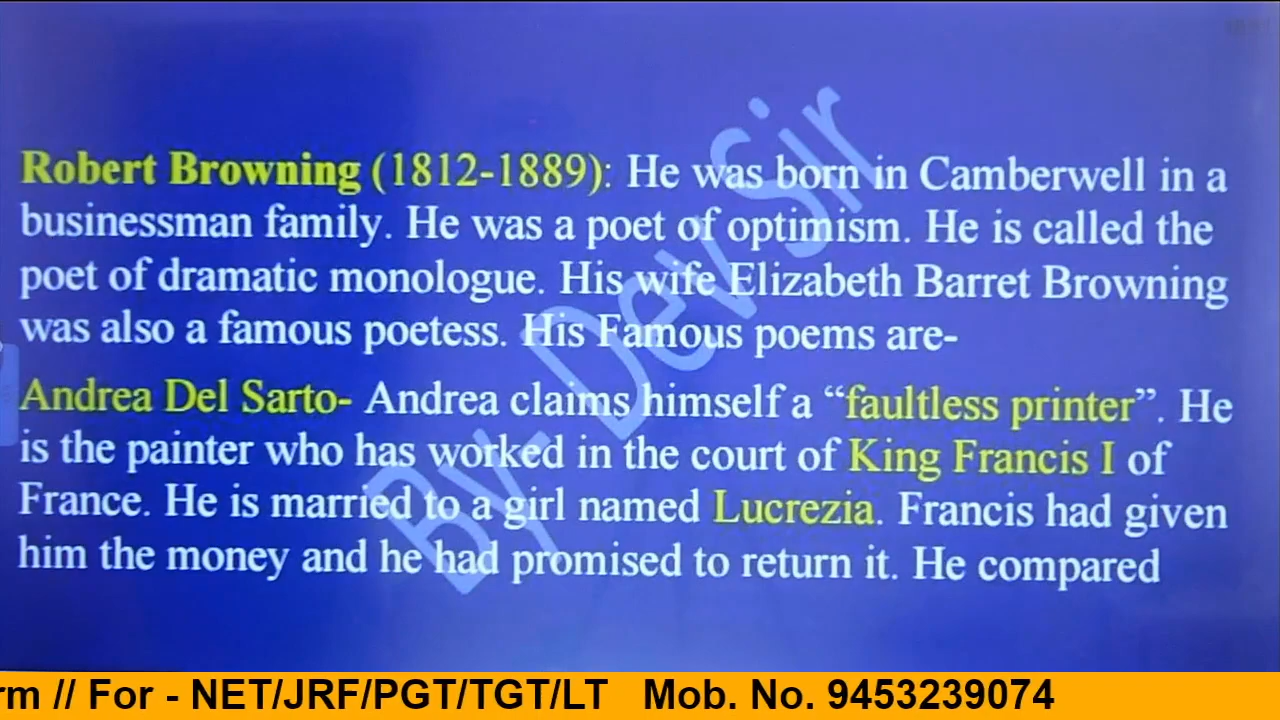 Robert Browning (1812-1889): He was born in Camberwell in a
businessman family. He was a poet of optimism. He is called the
poet of dramatic monologue. His wife Elizabeth Barret Browning
was also a famous poetess. His Famous poems are-
Andrea Del Sarto- Andrea claims himself a “faultless printer”. He
is the painter who has worked in the court of King Francis I of
France. He is married to a girl named Lucrezia. Francis had given
him the money and he had promised to return it. He compared
By- Dev Sir
rm // For - NET/JRF/PGT/TGT/LT Mob. No. 9453239074